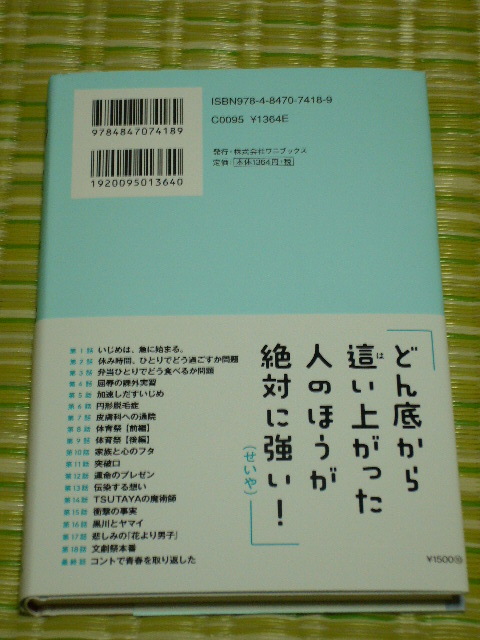 ISBN978-4-8470-7418-9
C0095 ¥1364E
発行・株式会社ワニブックス
定価 本体1364円+税
9784847074189
1920095013640
「どん底から
這い上がった
は
人のほうが
絶対に強い!」
(せいや)
第1話 いじめは、急に始まる。
第2話 休み時間、ひとりでどう過ごすか問題
第3話 弁当ひとりでどう食べるか問題
第4話 屈辱の課外実習
第5話 加速しだすいじめ
第6話 円形脱毛症
第7話 皮膚科への通院
第8話 体育祭【前編】
第9話 体育祭【後編】
第10話 家族と心のフタ
第11話 突破口
第12話 運命のプレゼン
第13話 伝染する想い
第14話 TSUTAYAの魔術師
第15話 衝撃の事実
第16話 黒川とヤマイ
第17話 悲しみの「花より男子」
第18話 文劇祭本番
最終話 コントで青春を取り返した
¥1500⑩